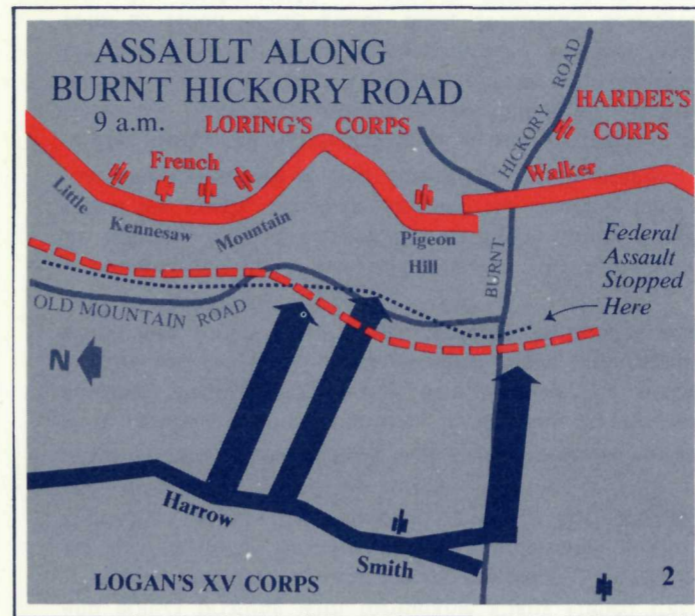 ASSAULT ALONG
BURNT HICKORY ROAD
9 a.m.
LORING'S CORPS
HARDEE'S
CORPS
French
Walker
Little
Kennesaw
Mountain
Pigeon
Hill
BURNT
HICKORY ROAD
Federal
Assault
Stopped
Here
OLD MOUNTAIN ROAD
N
Harrow
Smith
LOGAN'S XV CORPS
2